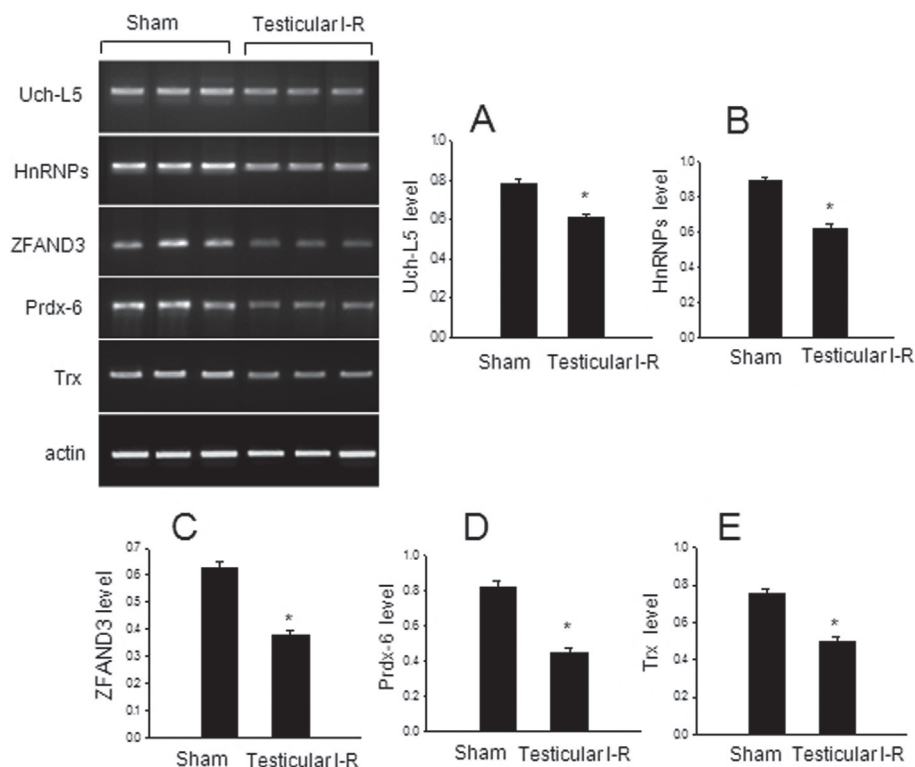 Sham Testicular I-R
Uch-L5
HnRNPs
ZFAND3
Prdx-6
Trx
actin
A
Uch-L5 level
1.0
0.8
0.6
0.4
0.2
0.0
*
Sham Testicular I-R
B
HnRNPs level
1.0
0.8
0.6
0.4
0.2
0.0
*
Sham Testicular I-R
C
ZFAND3 level
0.7
0.6
0.5
0.4
0.3
0.2
0.1
0.0
*
Sham Testicular I-R
D
Prdx-6 level
1.0
0.8
0.6
0.4
0.2
0.0
*
Sham Testicular I-R
E
Trx level
1.0
0.8
0.6
0.4
0.2
0.0
*
Sham Testicular I-R